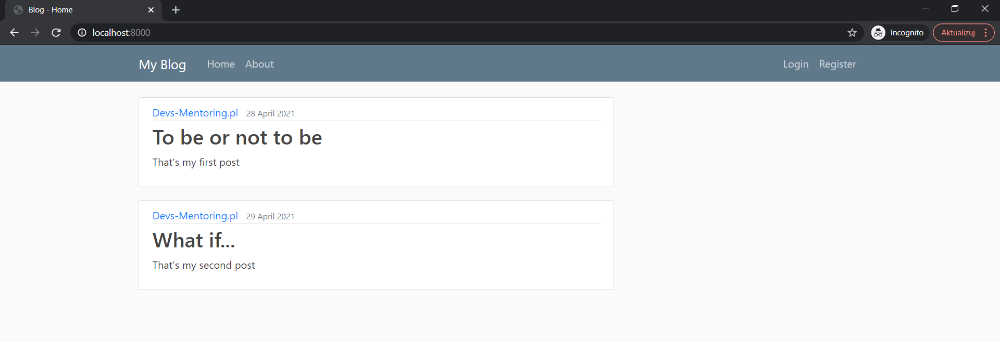 Blog - Home
localhost:8000
Incognito
Aktualizuj
My Blog Home About Login Register
Devs-Mentoring.pl 28 April 2021
To be or not to be
That's my first post
Devs-Mentoring.pl 29 April 2021
What if...
That's my second post